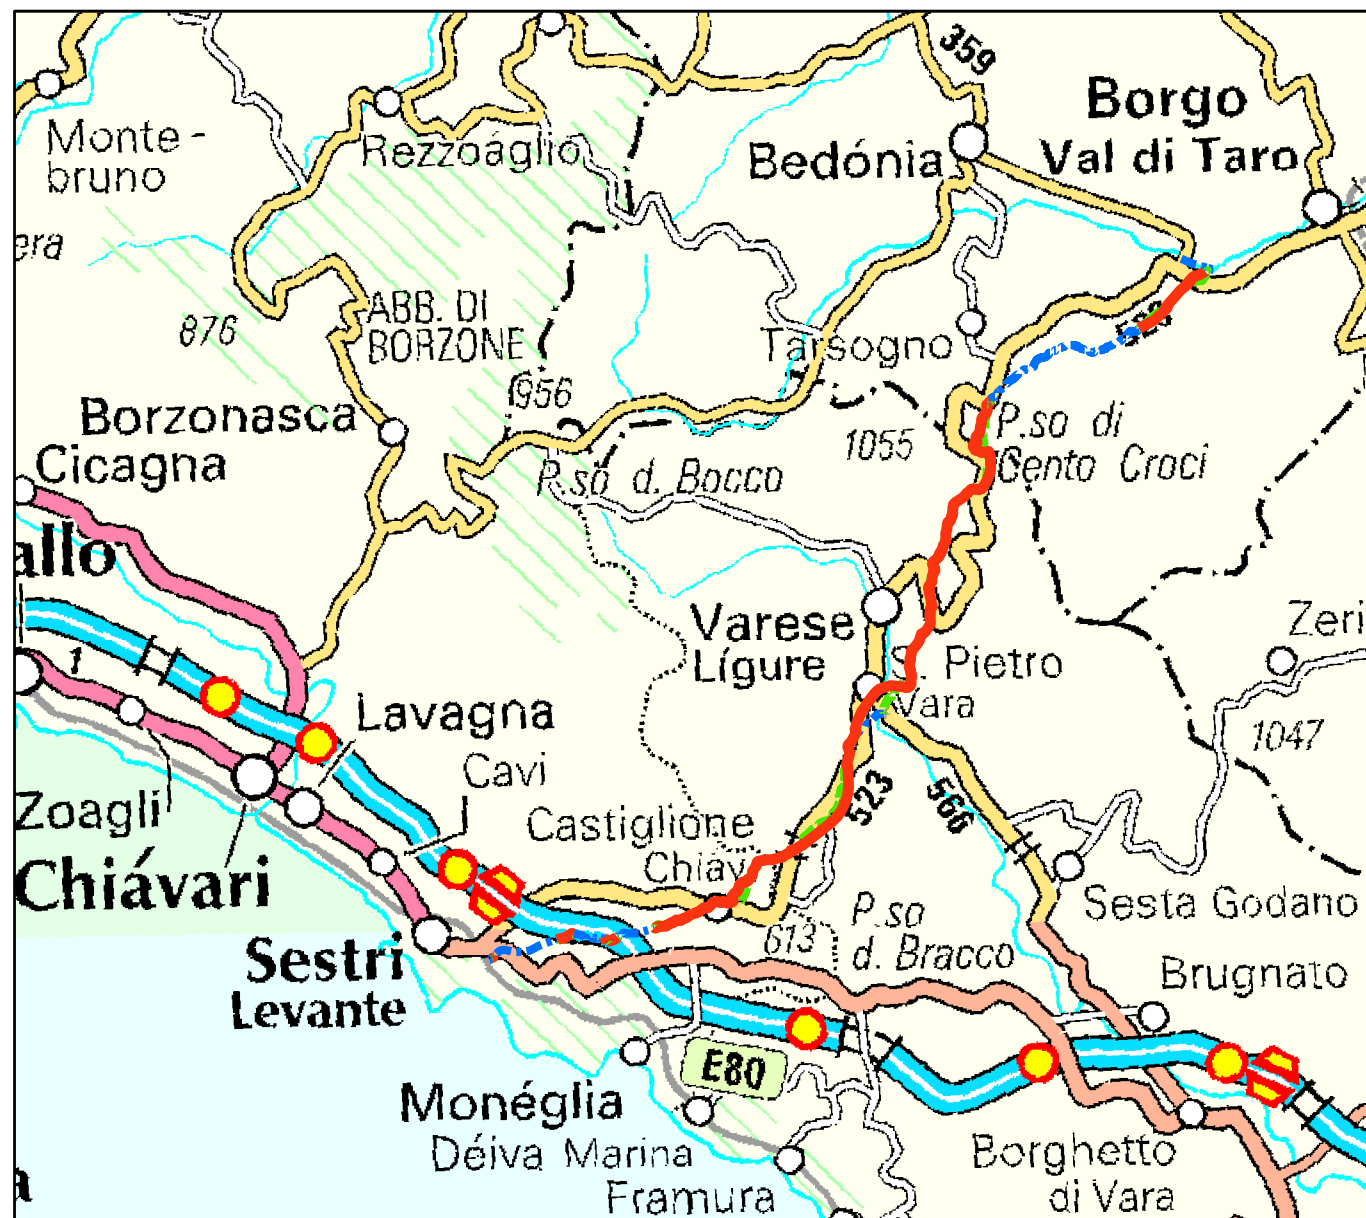 359
Borgo
Val di Taro
Monte-
bruno
Rezzoáglio
Bedónia
era
876
ABB. DI
BORZONE
Tarsogno
956
Borzonasca
1055
P.so di
Cento Croci
Cicagna
P.so d. Bocco
allo
Varese
Lígure
Zeri
1
S. Pietro
Vara
Lavagna
1047
Cavi
523
566
Zoagli
Castiglione
Chiáv.
Chiávari
Sesta Godano
P.so
d. Bracco
613
Sestri
Levante
Brugnato
E80
Monéglia
Déiva Marina
Framura
Borghetto
di Vara
a